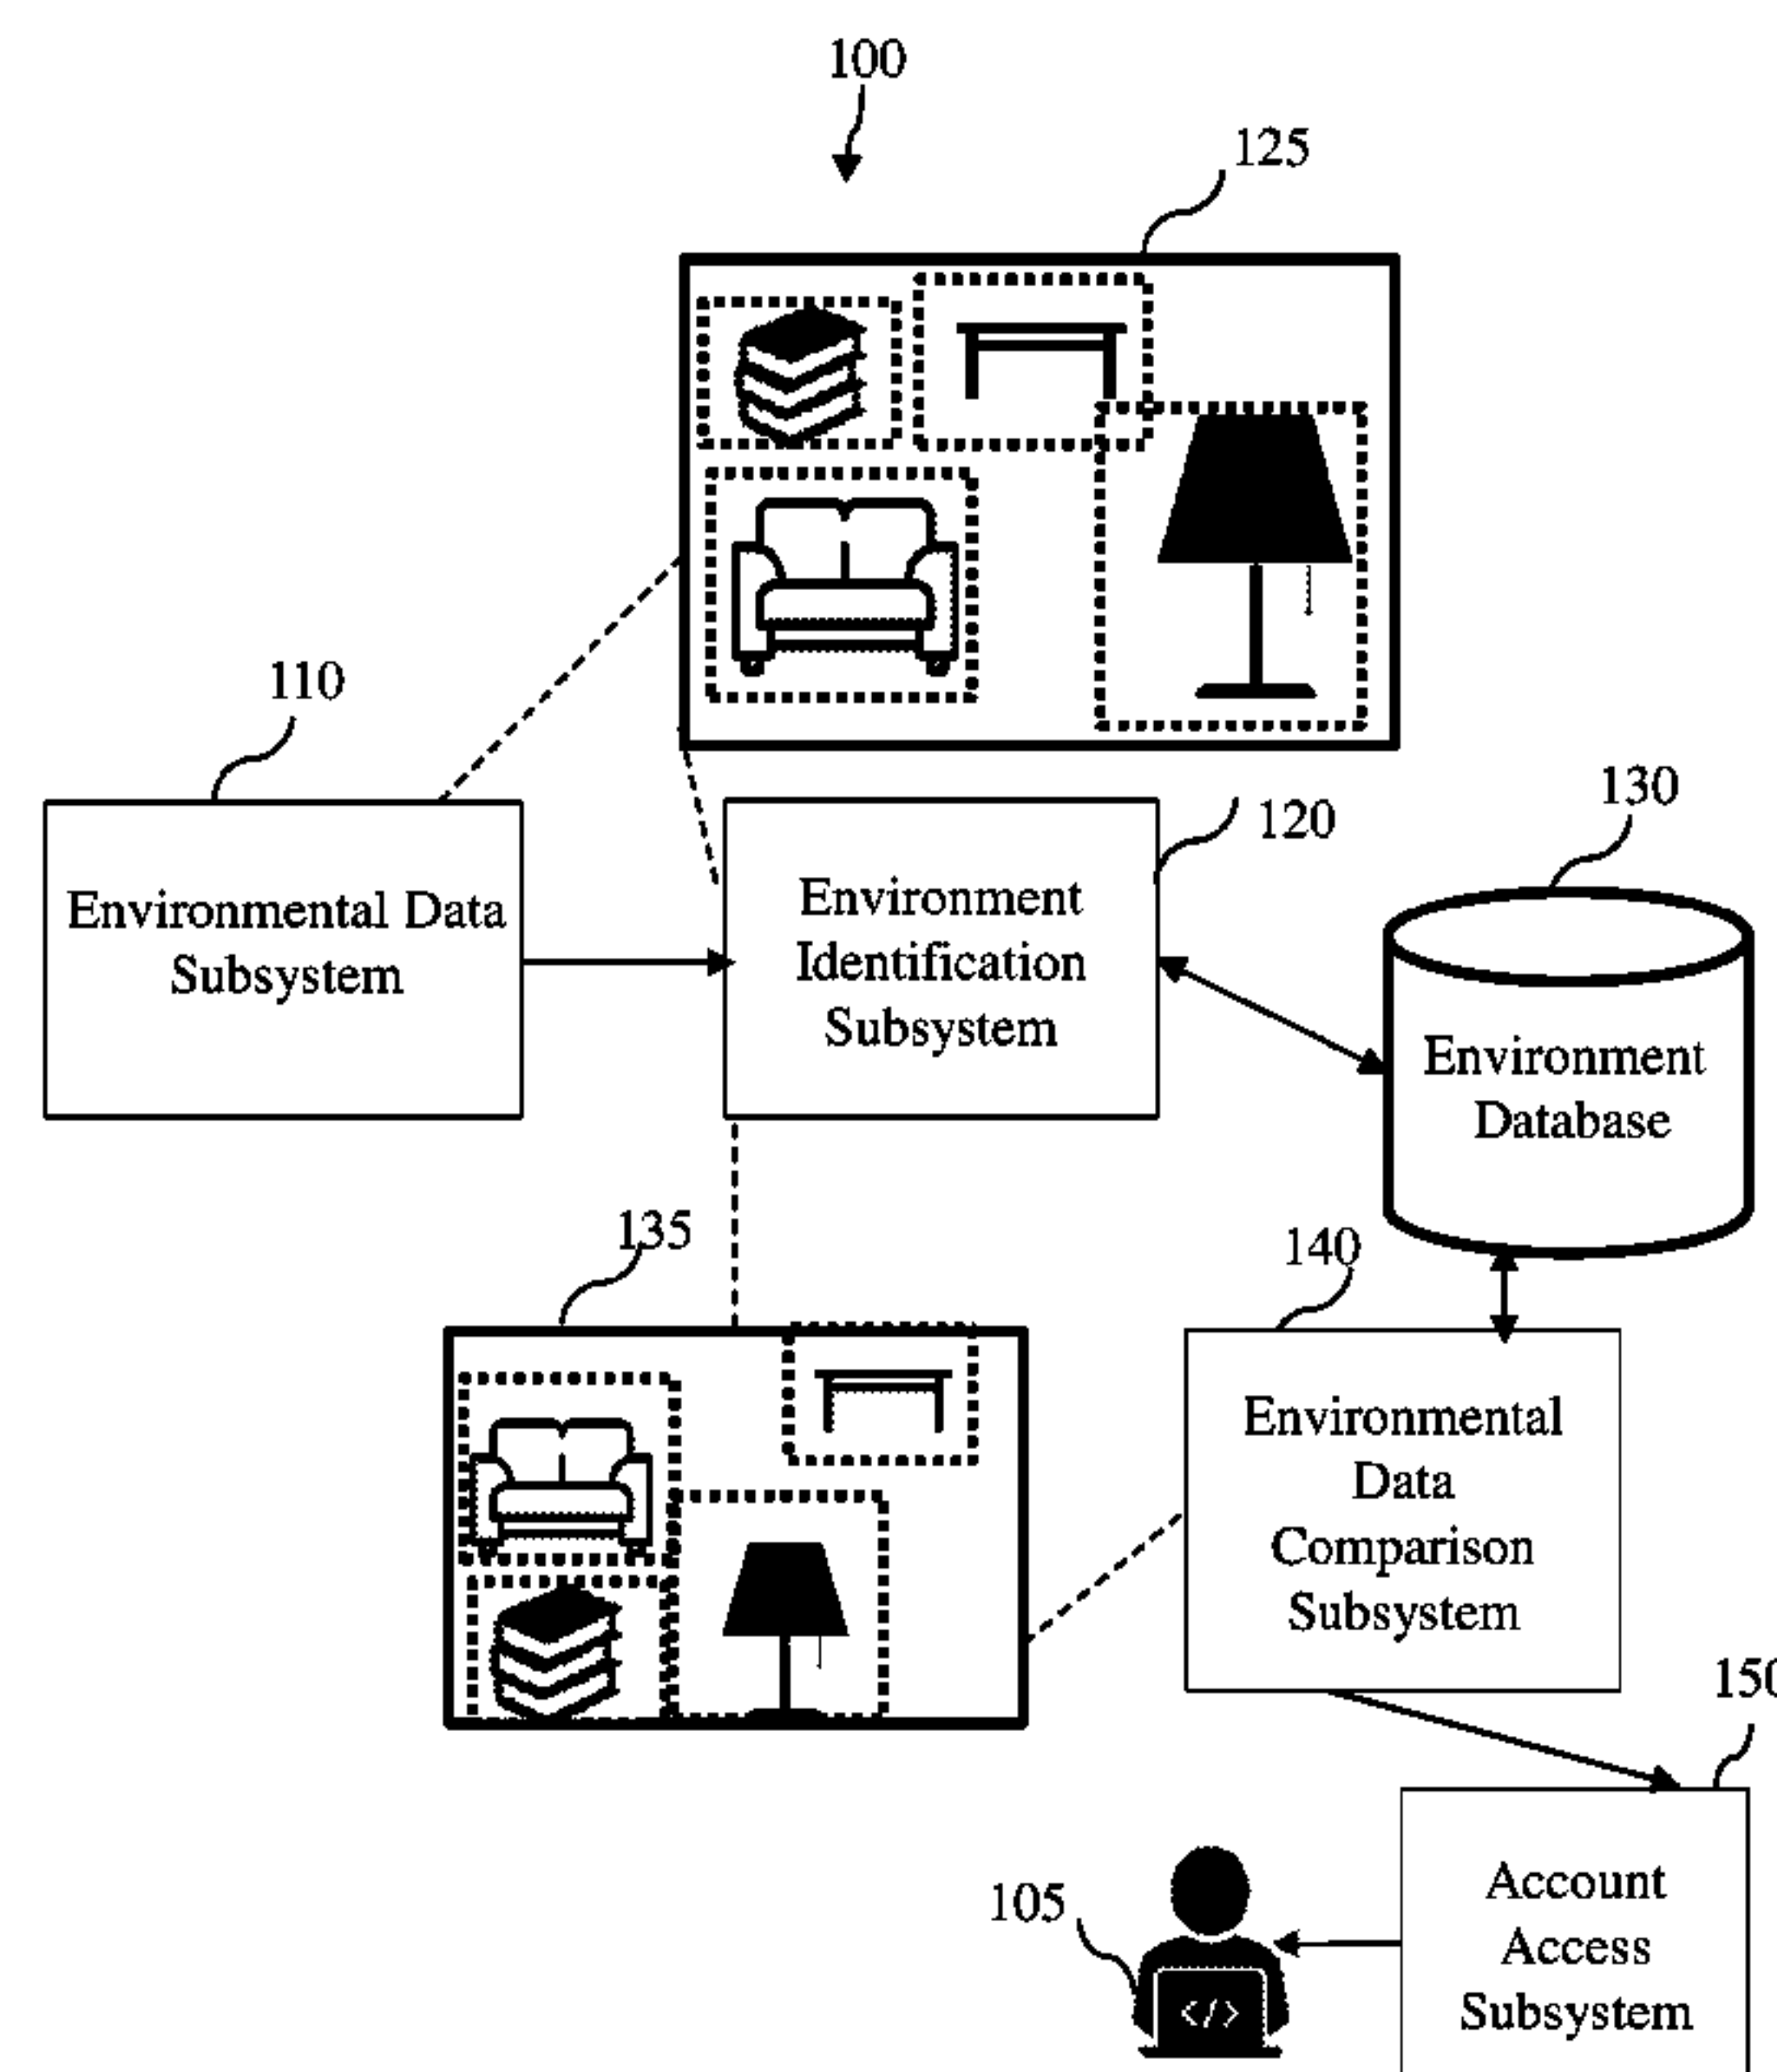 100
125
110
120
130
Environmental Data
Subsystem
Environment
Identification
Subsystem
Environment
Database
135
140
Environmental
Data
Comparison
Subsystem
150
105
</>
Account
Access
Subsystem